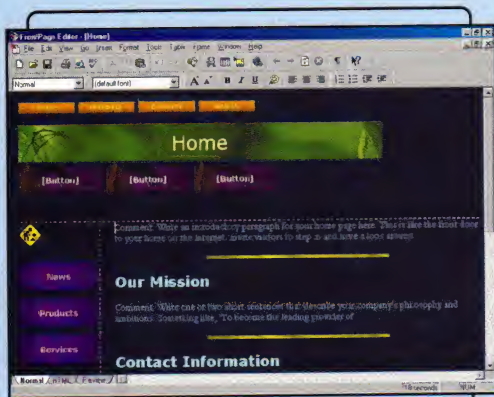 FrontPage Editor - [Home]
File Edit View Go Insert Format Tools Table Frame Window Help
Normal (default font)
Home
[Button] [Button] [Button]
Comment: Write an introductory paragraph for your home page here. This is like the front door
to your home on the internet. Invite visitors to step in and have a look around.
News
Our Mission
Comment: Write one or two short sentences that describe your company's philosophy and
ambitions. Something like, "To become the leading provider of
Products
Services
Contact Information
Normal HTML Preview
seconds NUM